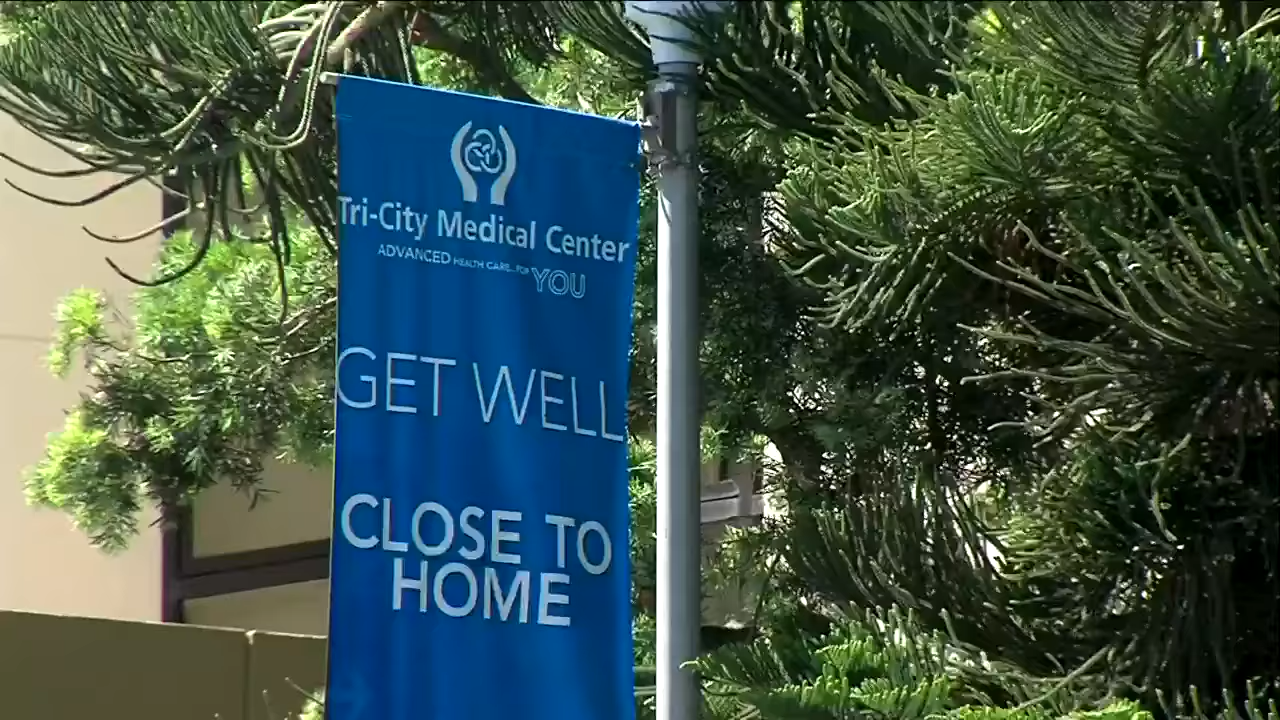 Tri-City Medical Center
ADVANCED HEALTH CARE...FOR YOU
GET WELL
CLOSE TO
HOME